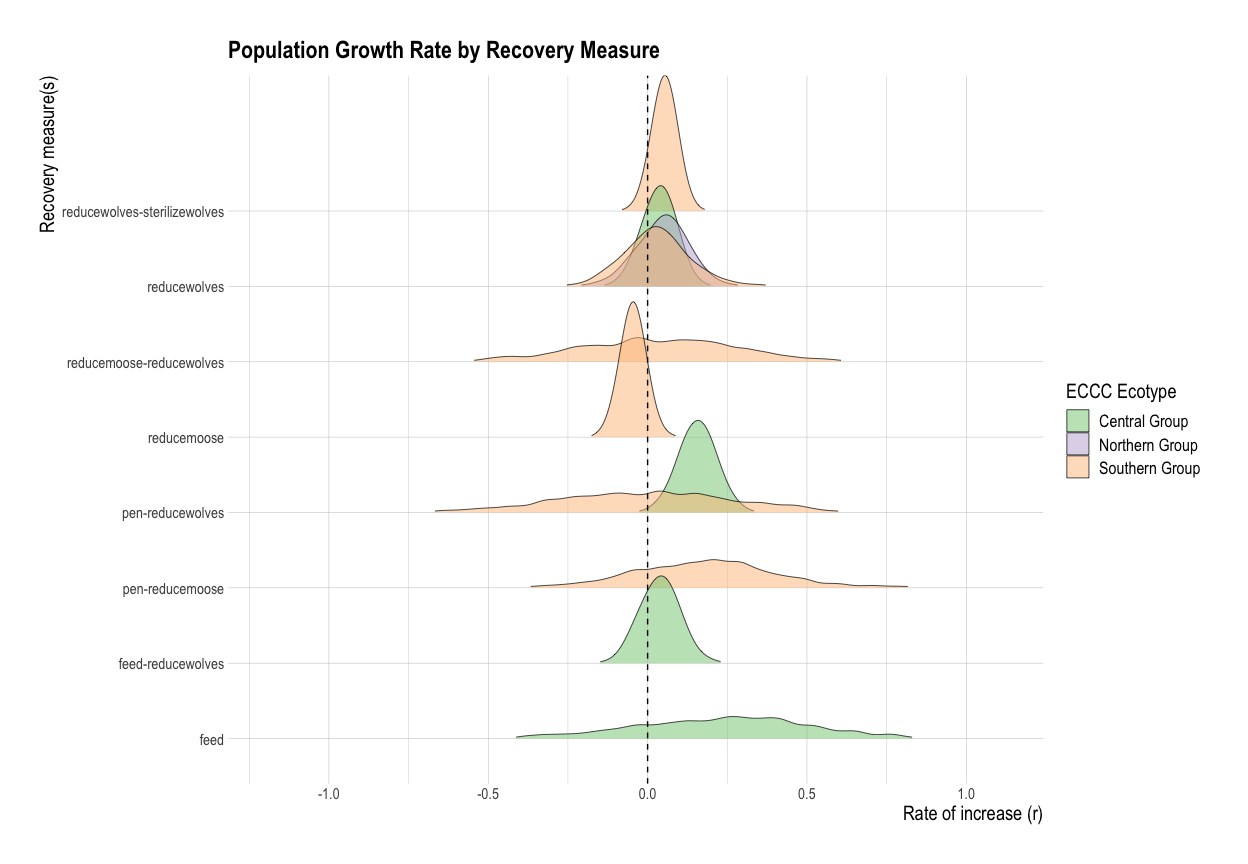 Population Growth Rate by Recovery Measure
Recovery measure(s)
reducewolves-sterilizewolves
reducewolves
reducemoose-reducewolves
reducemoose
pen-reducewolves
pen-reducemoose
feed-reducewolves
feed
-1.0
-0.5
0.0
0.5
1.0
Rate of increase (r)
ECCC Ecotype
Central Group
Northern Group
Southern Group